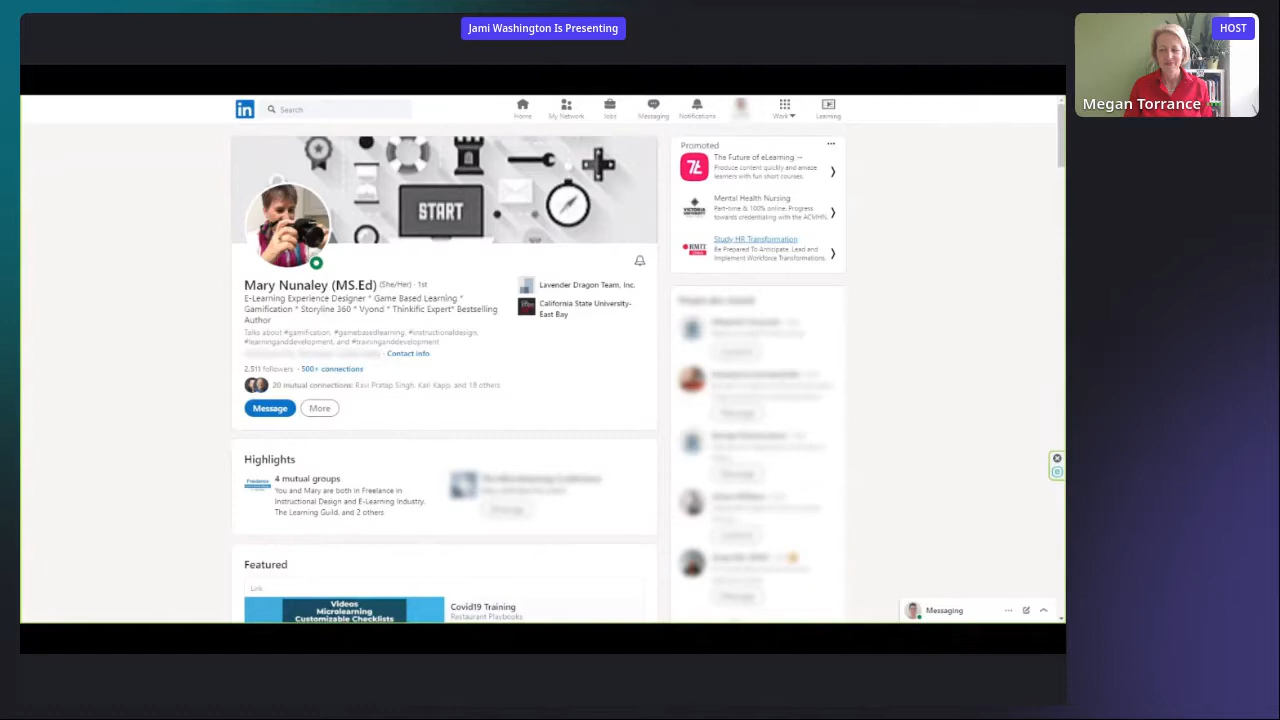 Jami Washington Is Presenting
HOST
Megan Torrance
in
Search
Home
My Network
Jobs
Messaging
Notifications
Work
Learning
START
Mary Nunaley (MS.Ed) (She/Her) · 1st
E-Learning Experience Designer * Game Based Learning *
Gamification * Storyline 360 * Vyond * Thinkific Expert* Bestselling
Author
Talks about #gamification, #gamebasedlearning, #instructionaldesign,
#learninganddevelopment, and #traininganddevelopment
Contact info
2,511 followers · 500+ connections
20 mutual connections: Ravi Pratap Singh, Karl Kapp, and 18 others
Message
More
Lavender Dragon Team, Inc.
California State University-
East Bay
Highlights
4 mutual groups
You and Mary are both in Freelance in
Instructional Design and E-Learning Industry,
The Learning Guild, and 2 others
Featured
Link
Videos
Microlearning
Customizable Checklists
Covid19 Training
Restaurant Playbooks
Promoted
The Future of eLearning →
Produce content quickly and amaze
learners with fun short courses.
Mental Health Nursing
Part-time & 100% online. Progress
towards credentialing with the ACMHN.
Study HR Transformation
Be Prepared To Anticipate, Lead and
Implement Workforce Transformations.
Messaging